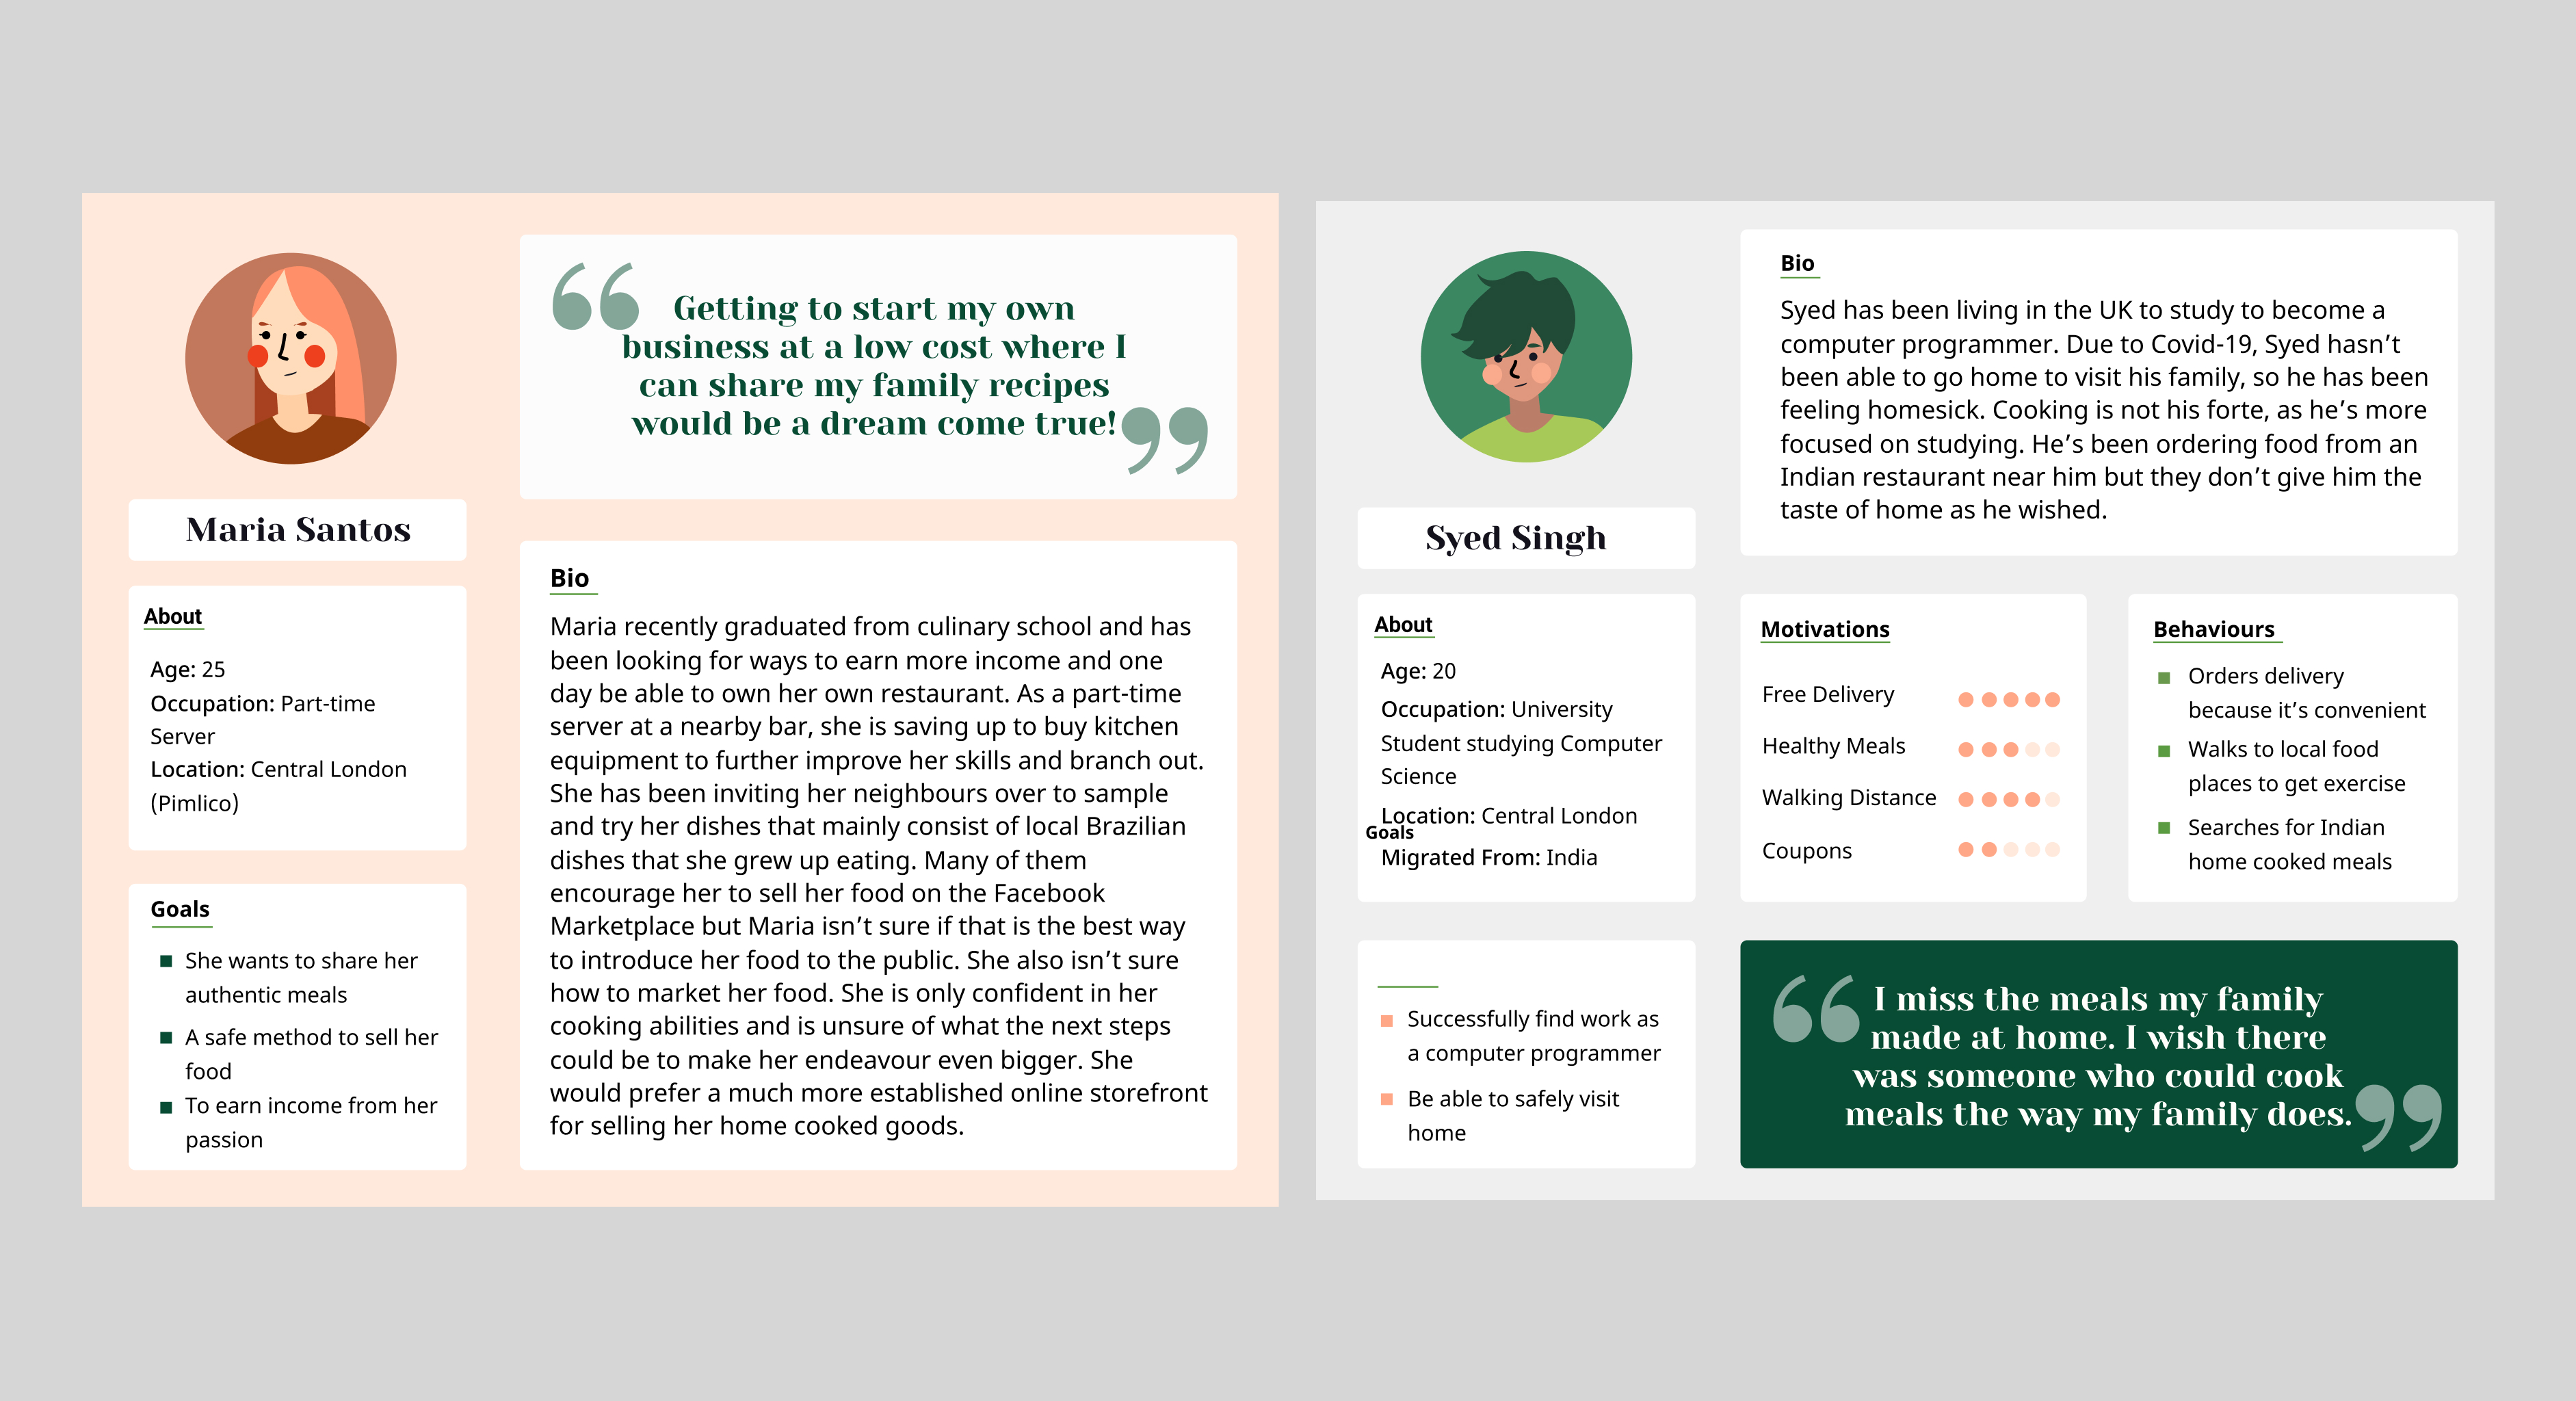 “
Getting to start my own
business at a low cost where I
can share my family recipes
would be a dream come true!
”
Maria Santos
About
Age: 25
Occupation: Part-time
Server
Location: Central London
(Pimlico)
Goals
She wants to share her
authentic meals
A safe method to sell her
food
To earn income from her
passion
Bio
Maria recently graduated from culinary school and has
been looking for ways to earn more income and one
day be able to own her own restaurant. As a part-time
server at a nearby bar, she is saving up to buy kitchen
equipment to further improve her skills and branch out.
She has been inviting her neighbours over to sample
and try her dishes that mainly consist of local Brazilian
dishes that she grew up eating. Many of them
encourage her to sell her food on the Facebook
Marketplace but Maria isn’t sure if that is the best way
to introduce her food to the public. She also isn’t sure
how to market her food. She is only confident in her
cooking abilities and is unsure of what the next steps
could be to make her endeavour even bigger. She
would prefer a much more established online storefront
for selling her home cooked goods.
Syed Singh
About
Age: 20
Occupation: University
Student studying Computer
Science
Location: Central London
Goals
Migrated From: India
Successfully find work as
a computer programmer
Be able to safely visit
home
Bio
Syed has been living in the UK to study to become a
computer programmer. Due to Covid-19, Syed hasn’t
been able to go home to visit his family, so he has been
feeling homesick. Cooking is not his forte, as he’s more
focused on studying. He’s been ordering food from an
Indian restaurant near him but they don’t give him the
taste of home as he wished.
Motivations
Free Delivery
Healthy Meals
Walking Distance
Coupons
Behaviours
Orders delivery
because it’s convenient
Walks to local food
places to get exercise
Searches for Indian
home cooked meals
“
I miss the meals my family
made at home. I wish there
was someone who could cook
meals the way my family does.
”